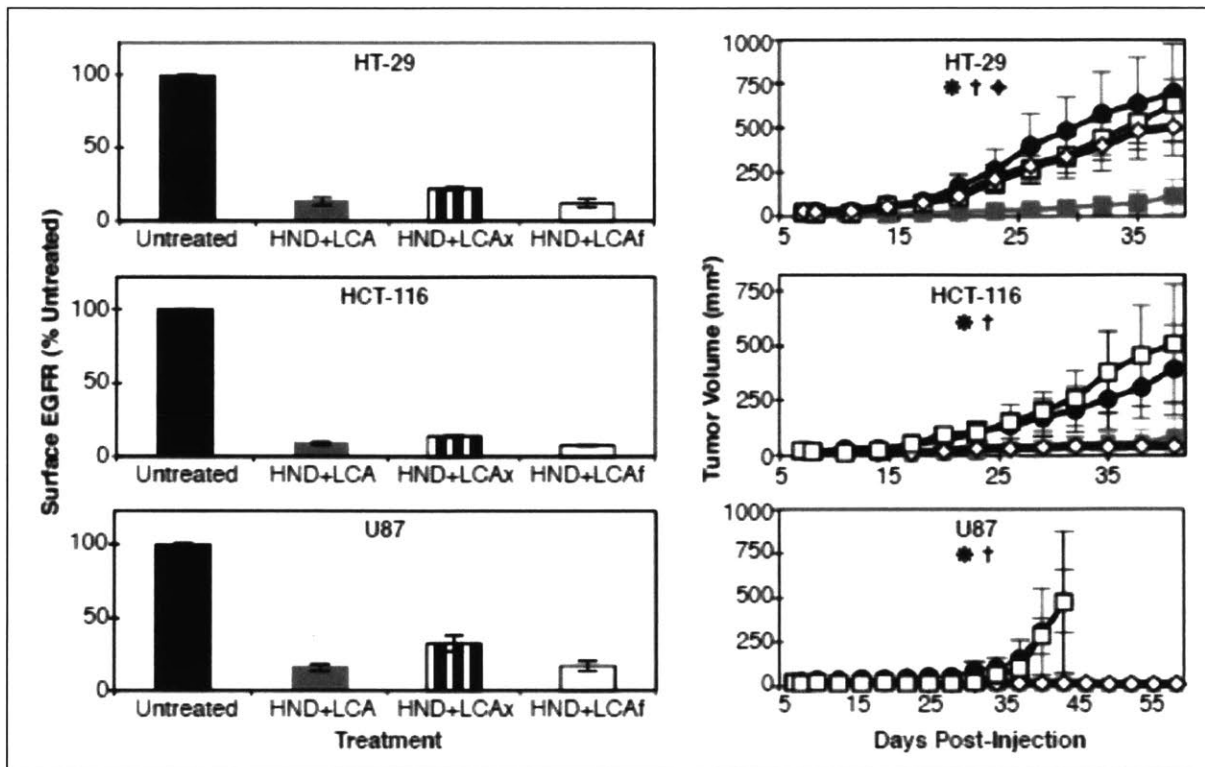 Surface EGFR (% Untreated)
HT-29
100
50
0
Untreated HND+LCA HND+LCAx HND+LCAf
HCT-116
100
50
0
Untreated HND+LCA HND+LCAx HND+LCAf
U87
100
50
0
Untreated HND+LCA HND+LCAx HND+LCAf
Treatment
Tumor Volume (mm³)
HT-29
✸ † ✦
1000
750
500
250
0
5 15 25 35
HCT-116
✸ †
750
500
250
0
5 15 25 35
U87
✸ †
1000
750
500
250
0
5 15 25 35 45 55
Days Post-Injection